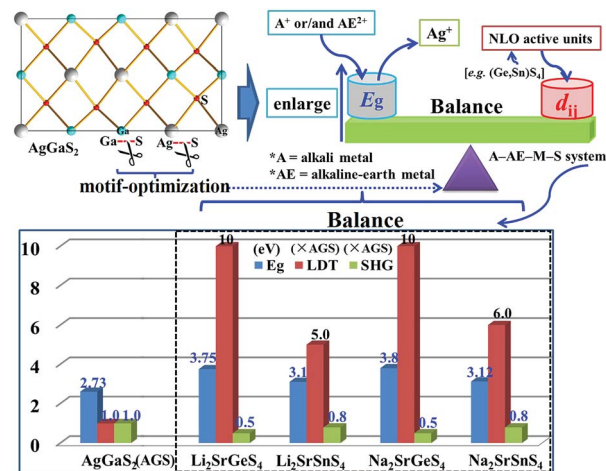 A⁺ or/and AE²⁺
Ag⁺
NLO active units
[e.g. (Ge,Sn)S₄]
enlarge
Eg
Balance
dᵢⱼ
S
Ga
Ag
AgGaS₂
Ga---S
Ag---S
motif-optimization
*A = alkali metal
*AE = alkaline-earth metal
A–AE–M–S system
Balance
(eV) (×AGS) (×AGS)
Eg LDT SHG
10
8
6
4
2
0
2.73
1.0
1.0
3.75
10
0.5
3.1
5.0
0.8
3.8
10
0.5
3.12
6.0
0.8
AgGaS₂(AGS) Li₂SrGeS₄ Li₂SrSnS₄ Na₂SrGeS₄ Na₂SrSnS₄